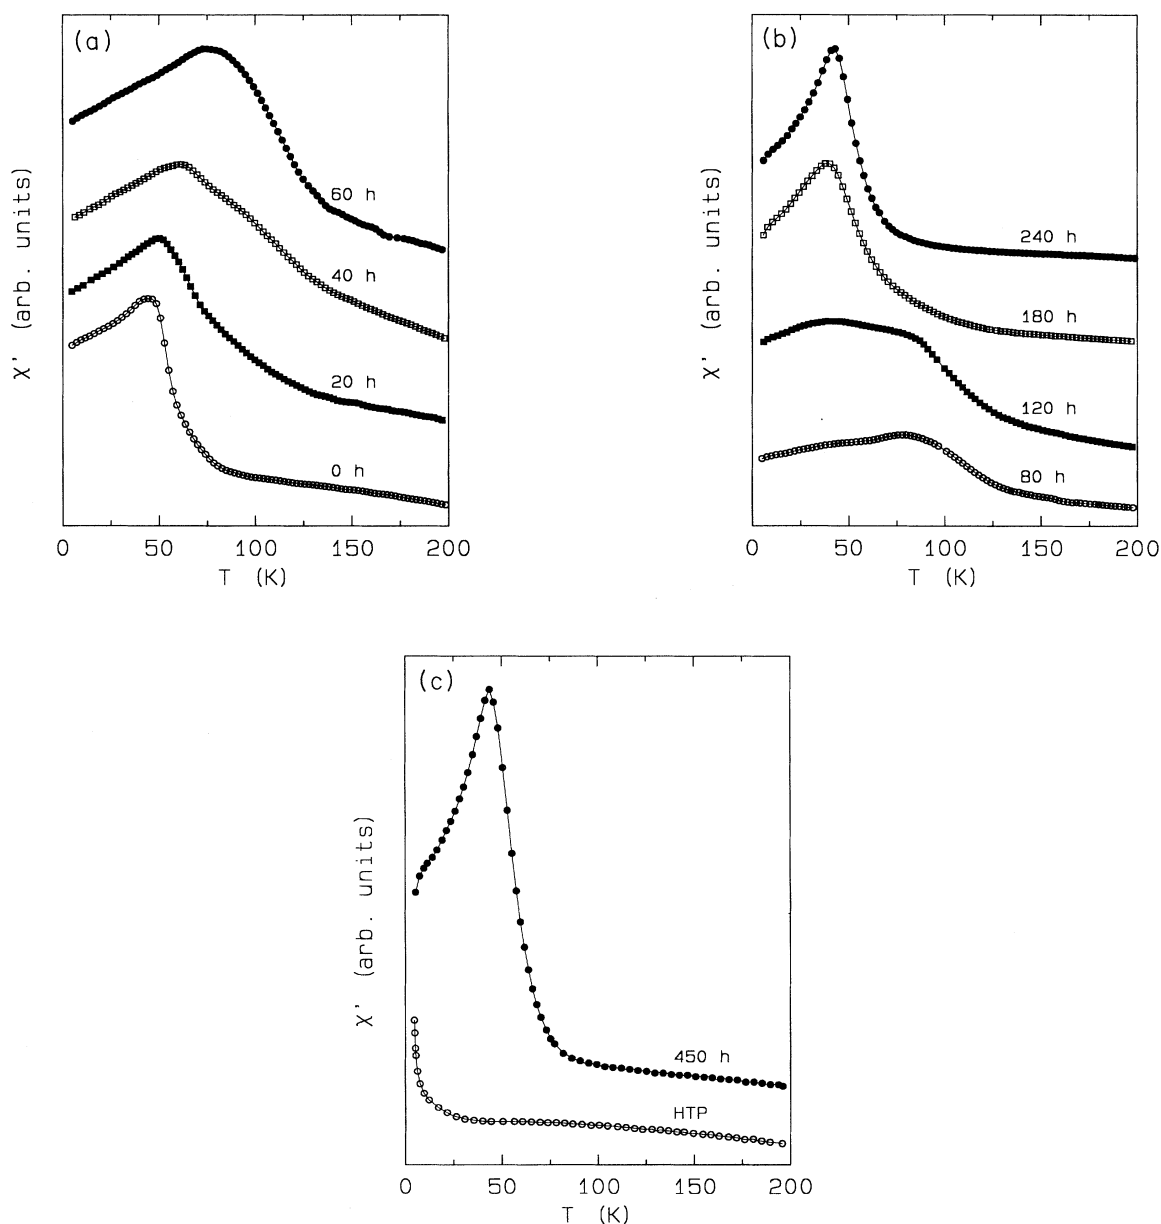 (a)
χ' (arb. units)
60 h
40 h
20 h
0 h
0 50 100 150 200
T (K)
(b)
χ' (arb. units)
240 h
180 h
120 h
80 h
0 50 100 150 200
T (K)
(c)
χ' (arb. units)
450 h
HTP
0 50 100 150 200
T (K)